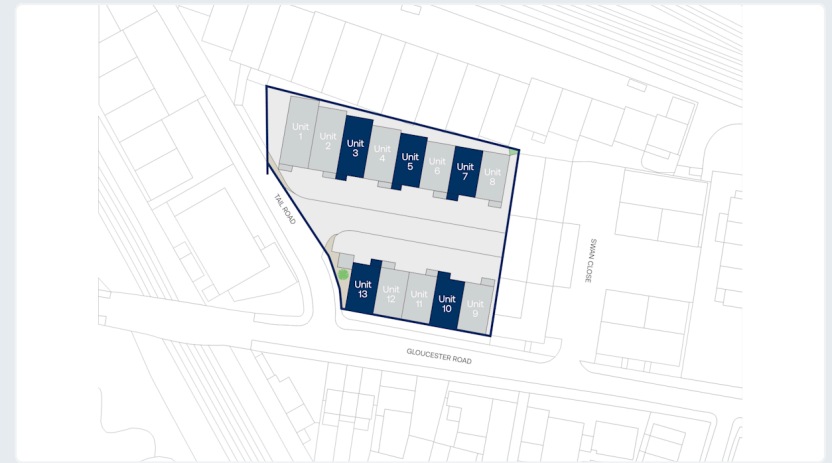 Unit
1
Unit
2
Unit
3
Unit
4
Unit
5
Unit
6
Unit
7
Unit
8
TAIL ROAD
SWAN CLOSE
Unit
13
Unit
12
Unit
11
Unit
10
Unit
9
GLOUCESTER ROAD